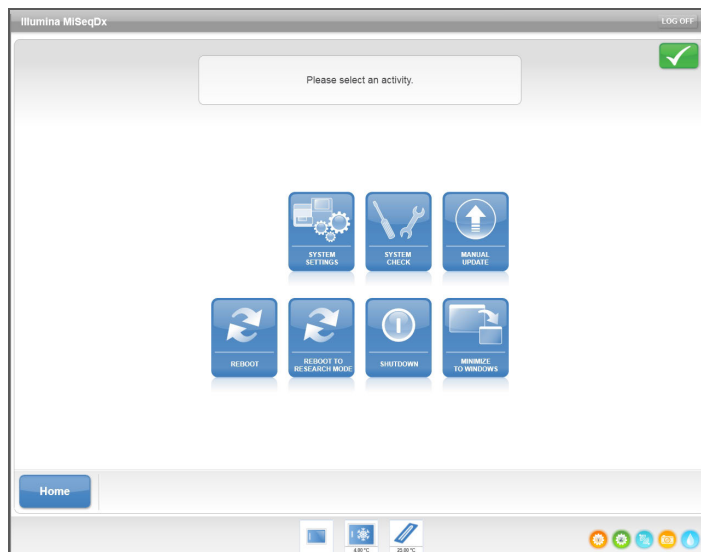 Illumina MiSeqDx
LOG OFF
Please select an activity.
SYSTEM
SETTINGS
SYSTEM
CHECK
MANUAL
UPDATE
REBOOT
REBOOT TO
RESEARCH MODE
SHUTDOWN
MINIMIZE
TO WINDOWS
Home
4.00 °C
25.00 °C